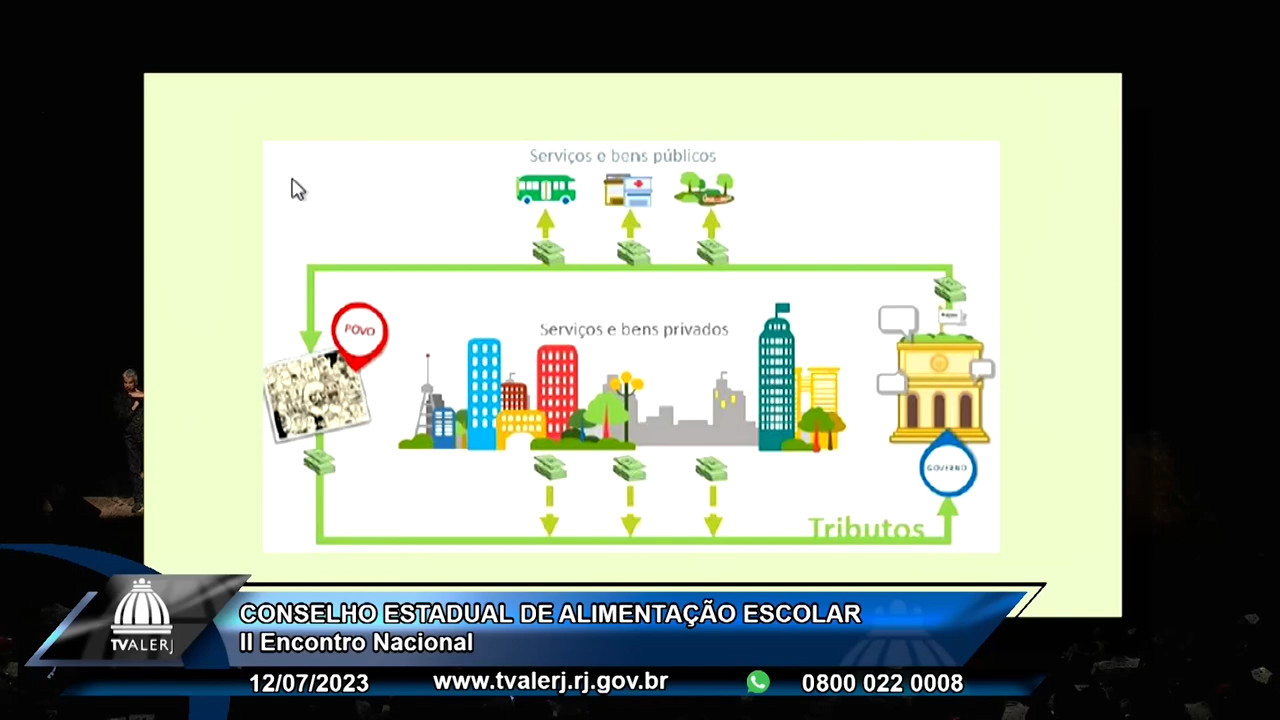 Serviços e bens públicos
POVO
Serviços e bens privados
GOVERNO
Tributos
TVALERJ
CONSELHO ESTADUAL DE ALIMENTAÇÃO ESCOLAR
II Encontro Nacional
12/07/2023
www.tvalerj.rj.gov.br
0800 022 0008